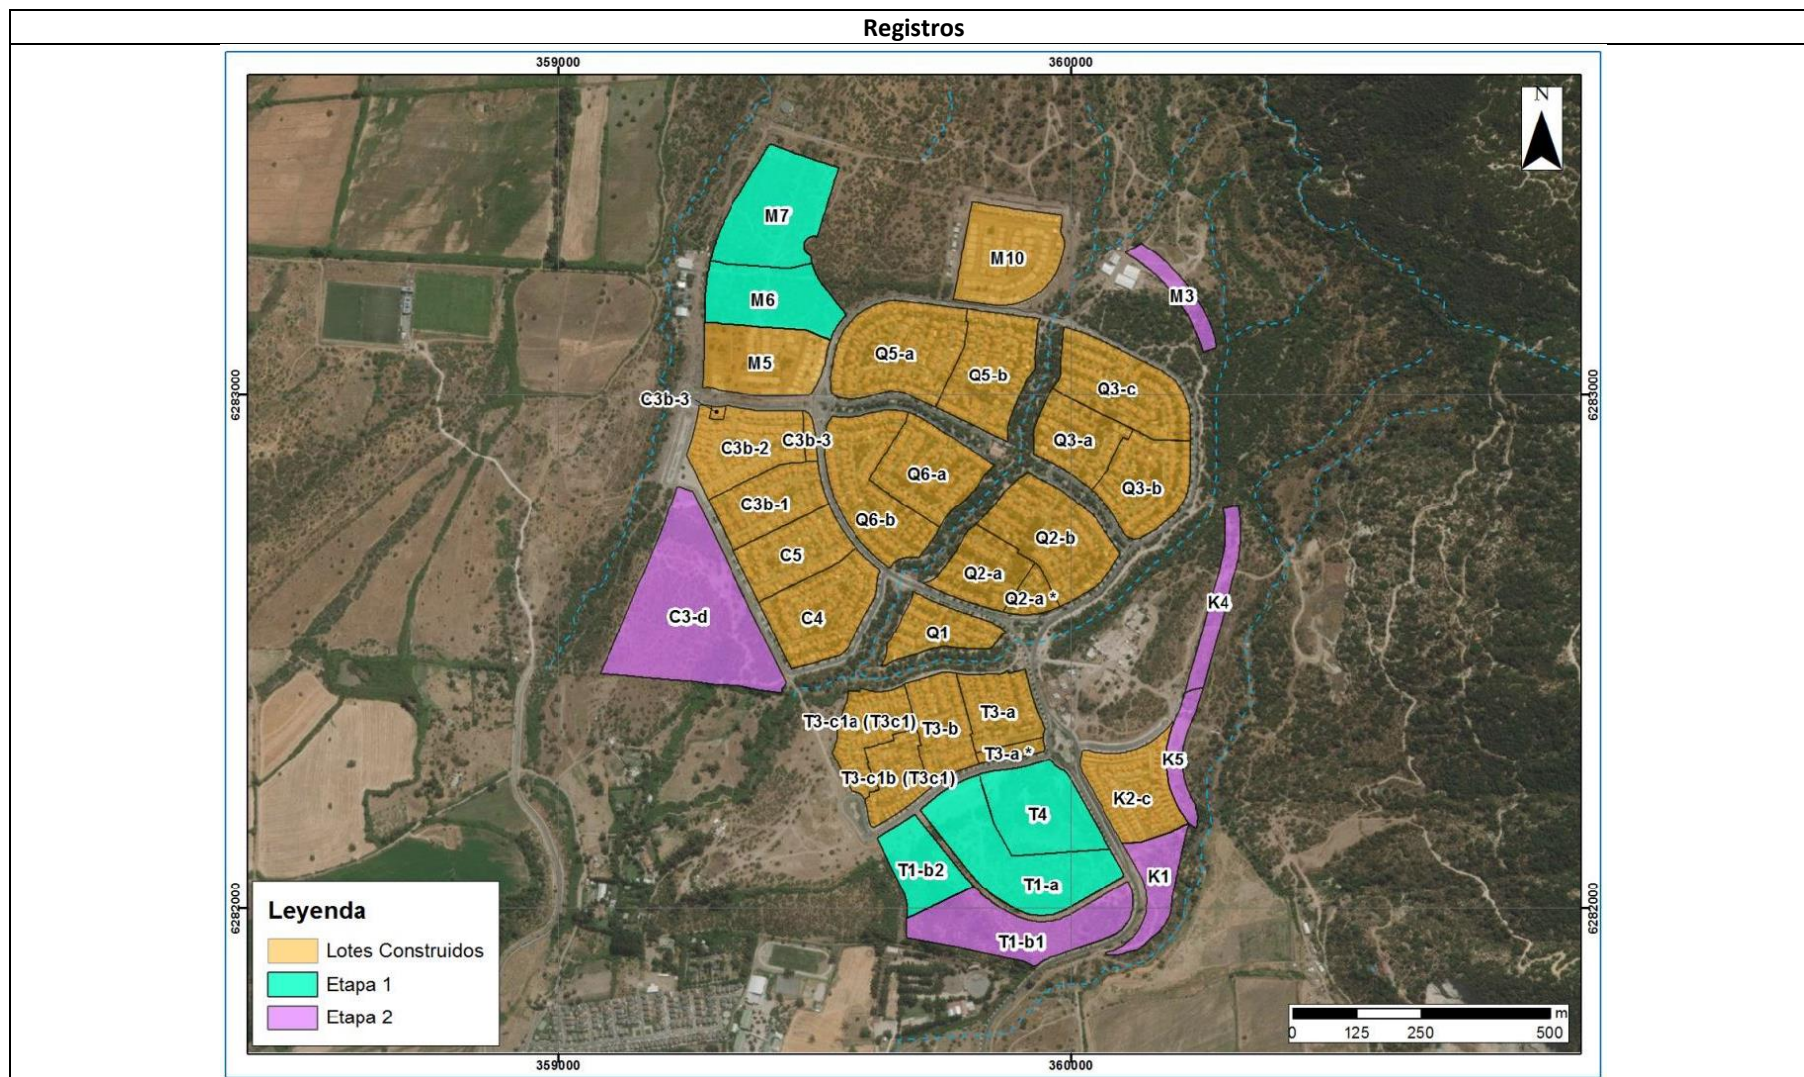 Registros
359000
360000
N
M7
M10
M6
M3
M5
Q5-a
Q5-b
Q3-c
6283000
6283000
C3b-3
C3b-2
C3b-3
Q3-a
Q6-a
Q3-b
C3b-1
Q6-b
Q2-b
C5
Q2-a
Q2-a *
K4
C3-d
C4
Q1
T3-c1a (T3c1)
T3-b
T3-a
T3-a *
K5
T3-c1b (T3c1)
K2-c
T4
T1-b2
T1-a
K1
6282000
6282000
T1-b1
Leyenda
Lotes Construidos
Etapa 1
Etapa 2
m
0 125 250 500
359000
360000